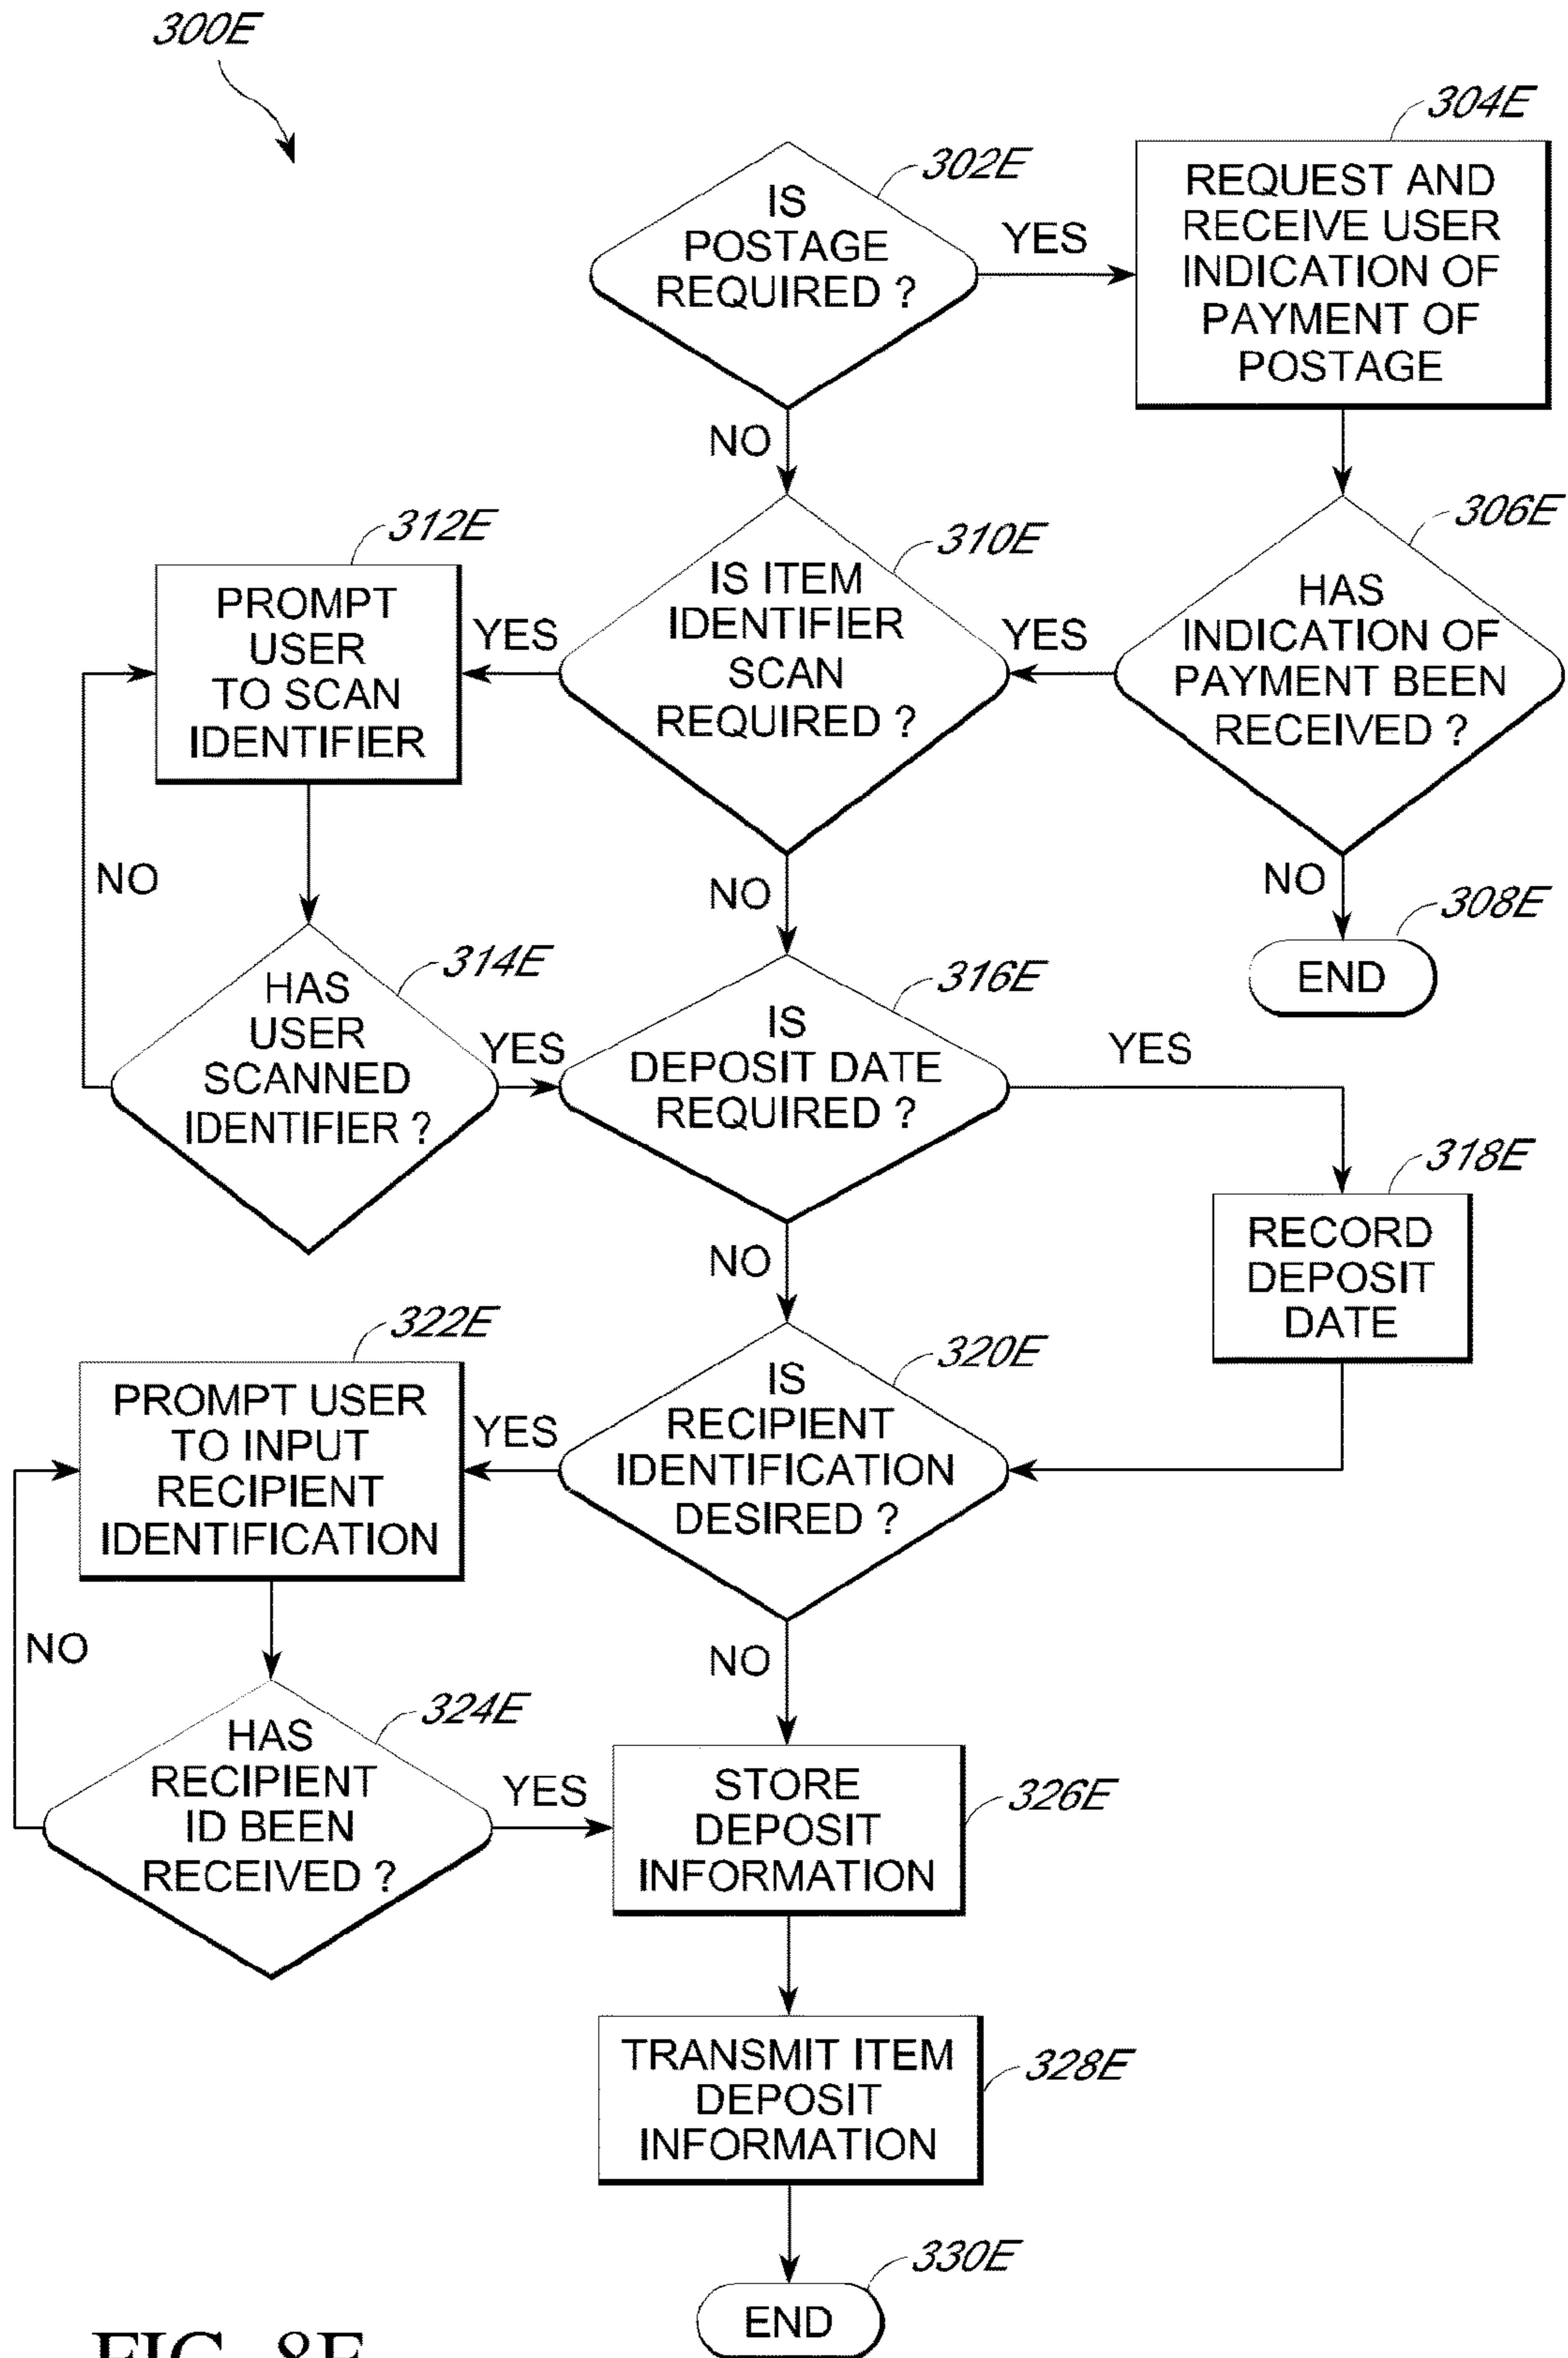 300E
302E
IS
POSTAGE
REQUIRED ?
YES
304E
REQUEST AND
RECEIVE USER
INDICATION OF
PAYMENT OF
POSTAGE
NO
306E
HAS
INDICATION OF
PAYMENT BEEN
RECEIVED ?
YES
NO
308E
END
310E
IS ITEM
IDENTIFIER
SCAN
REQUIRED ?
YES
NO
312E
PROMPT
USER
TO SCAN
IDENTIFIER
314E
HAS
USER
SCANNED
IDENTIFIER ?
NO
YES
316E
IS
DEPOSIT DATE
REQUIRED ?
YES
NO
318E
RECORD
DEPOSIT
DATE
320E
IS
RECIPIENT
IDENTIFICATION
DESIRED ?
YES
NO
322E
PROMPT USER
TO INPUT
RECIPIENT
IDENTIFICATION
324E
HAS
RECIPIENT
ID BEEN
RECEIVED ?
NO
YES
326E
STORE
DEPOSIT
INFORMATION
328E
TRANSMIT ITEM
DEPOSIT
INFORMATION
330E
END